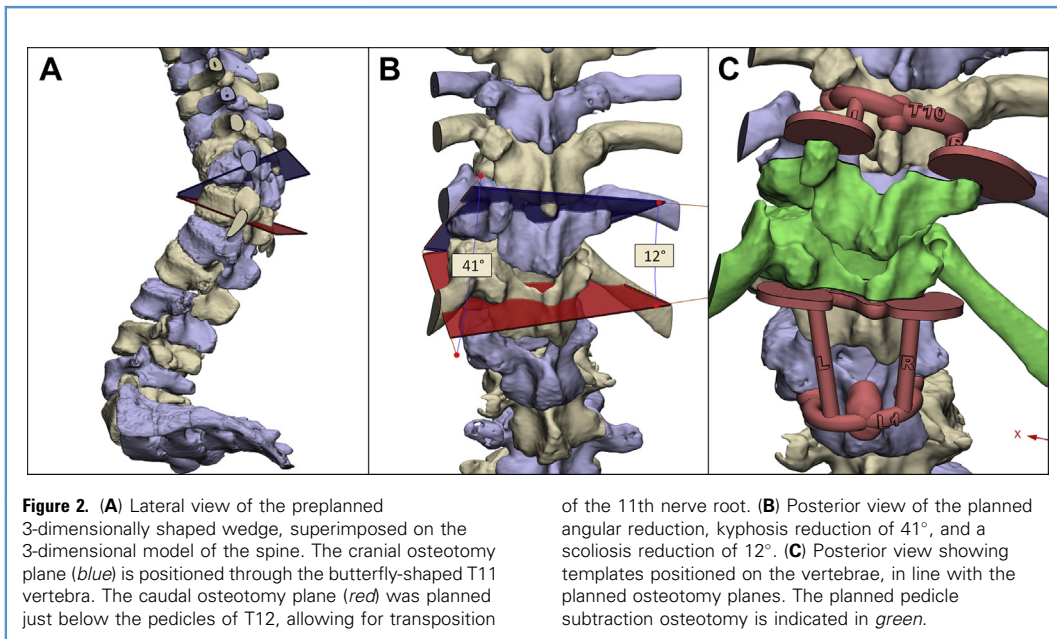 A
B
C
41°
12°
T10
R
L
R
L1
X
Figure 2. (A) Lateral view of the preplanned
3-dimensionally shaped wedge, superimposed on the
3-dimensional model of the spine. The cranial osteotomy
plane (blue) is positioned through the butterfly-shaped T11
vertebra. The caudal osteotomy plane (red) was planned
just below the pedicles of T12, allowing for transposition
of the 11th nerve root. (B) Posterior view of the planned
angular reduction, kyphosis reduction of 41°, and a
scoliosis reduction of 12°. (C) Posterior view showing
templates positioned on the vertebrae, in line with the
planned osteotomy planes. The planned pedicle
subtraction osteotomy is indicated in green.